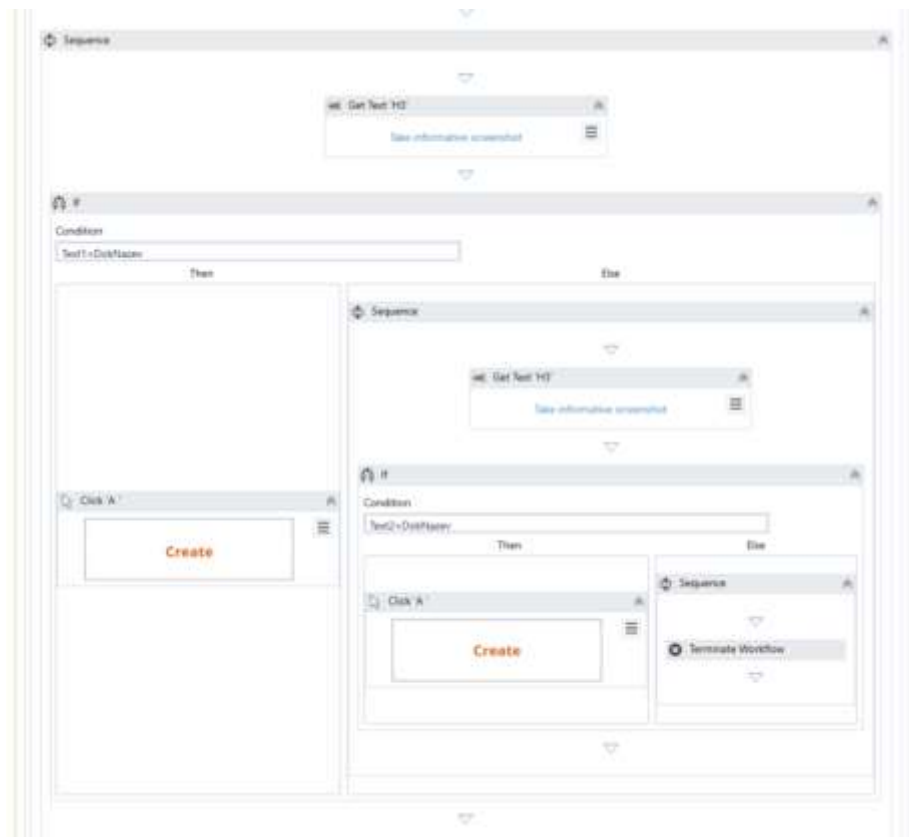 Sequence
Get Text 'H3'
Take informative screenshot
If
Condition
Text1=DokNazev
Then
Else
Sequence
Get Text 'H3'
Take informative screenshot
If
Click 'A '
Condition
Create
Text2=DokNazev
Then
Else
Sequence
Click 'A '
Create
Terminate Workflow